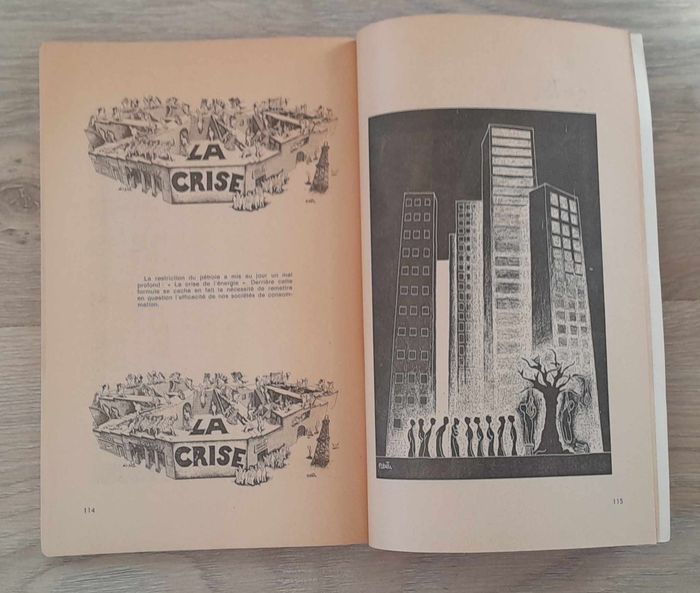 LA
CRISE
La restriction du pétrole a mis au jour un mal
profond : « La crise de l'énergie ». Derrière cette
formule se cache en fait la nécessité de remettre
en question l'efficacité de nos sociétés de consom-
mation.
LA
CRISE
114
115